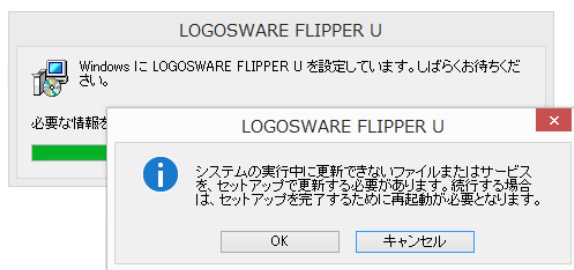 LOGOSWARE FLIPPER U
Windows に LOGOSWARE FLIPPER U を設定しています。しばらくお待ちくだ
さい。
必要な情報を
LOGOSWARE FLIPPER U
システムの実行中に更新できないファイルまたはサービス
を、セットアップで更新する必要があります。続行する場合
は、セットアップを完了するために再起動が必要となります。
OK
キャンセル